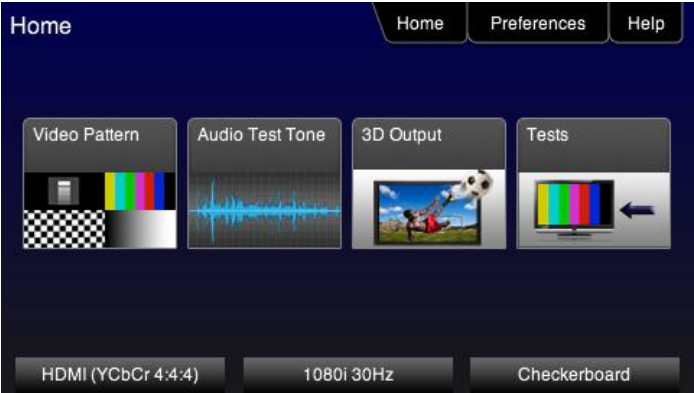 Home
Home
Preferences
Help
Video Pattern
Audio Test Tone
3D Output
Tests
HDMI (YCbCr 4:4:4)
1080i 30Hz
Checkerboard